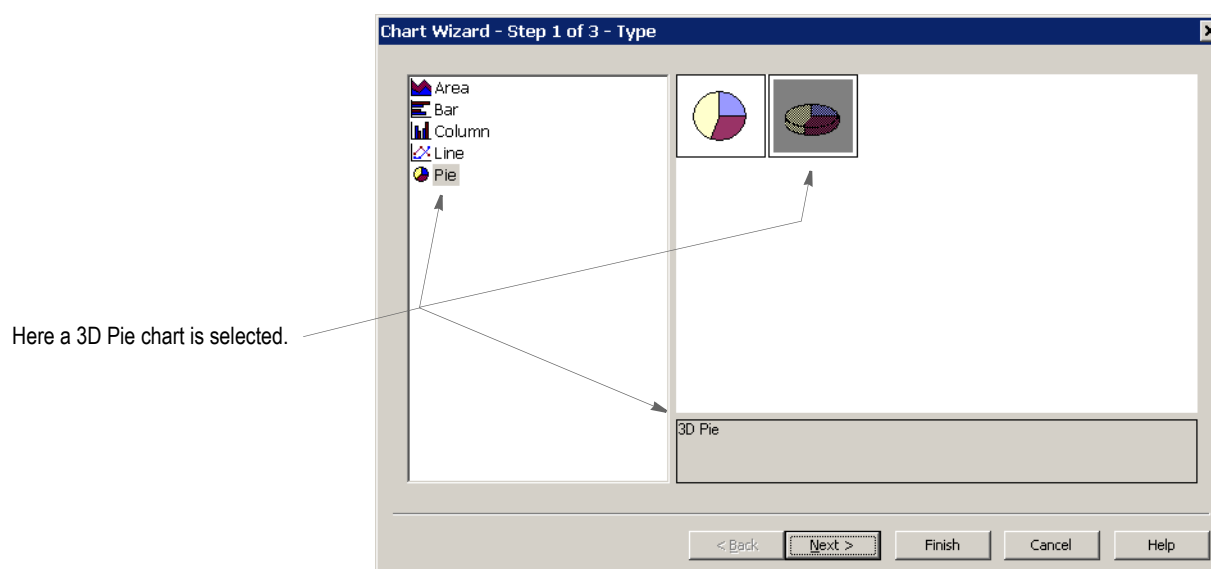 Chart Wizard - Step 1 of 3 - Type
Area
Bar
Column
Line
Pie
Here a 3D Pie chart is selected.
3D Pie
< Back
Next >
Finish
Cancel
Help